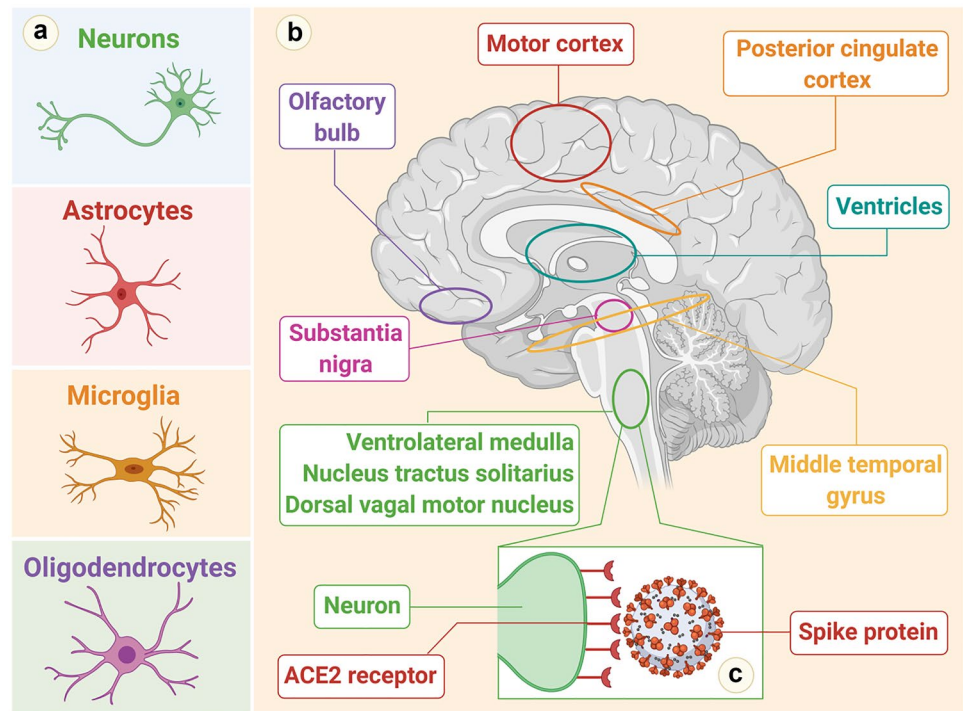 a
Neurons
Astrocytes
Microglia
Oligodendrocytes
b
Motor cortex
Posterior cingulate
cortex
Olfactory
bulb
Ventricles
Substantia
nigra
Ventrolateral medulla
Nucleus tractus solitarius
Dorsal vagal motor nucleus
Middle temporal
gyrus
Neuron
ACE2 receptor
Spike protein
c